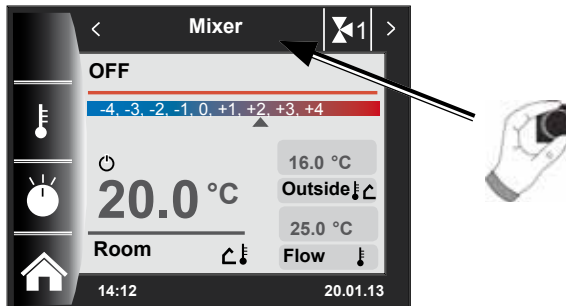 < Mixer 1 >
OFF
-4, -3, -2, -1, 0, +1, +2, +3, +4
16.0 °C
Outside
20.0 °C
25.0 °C
Room
Flow
14:12 20.01.13